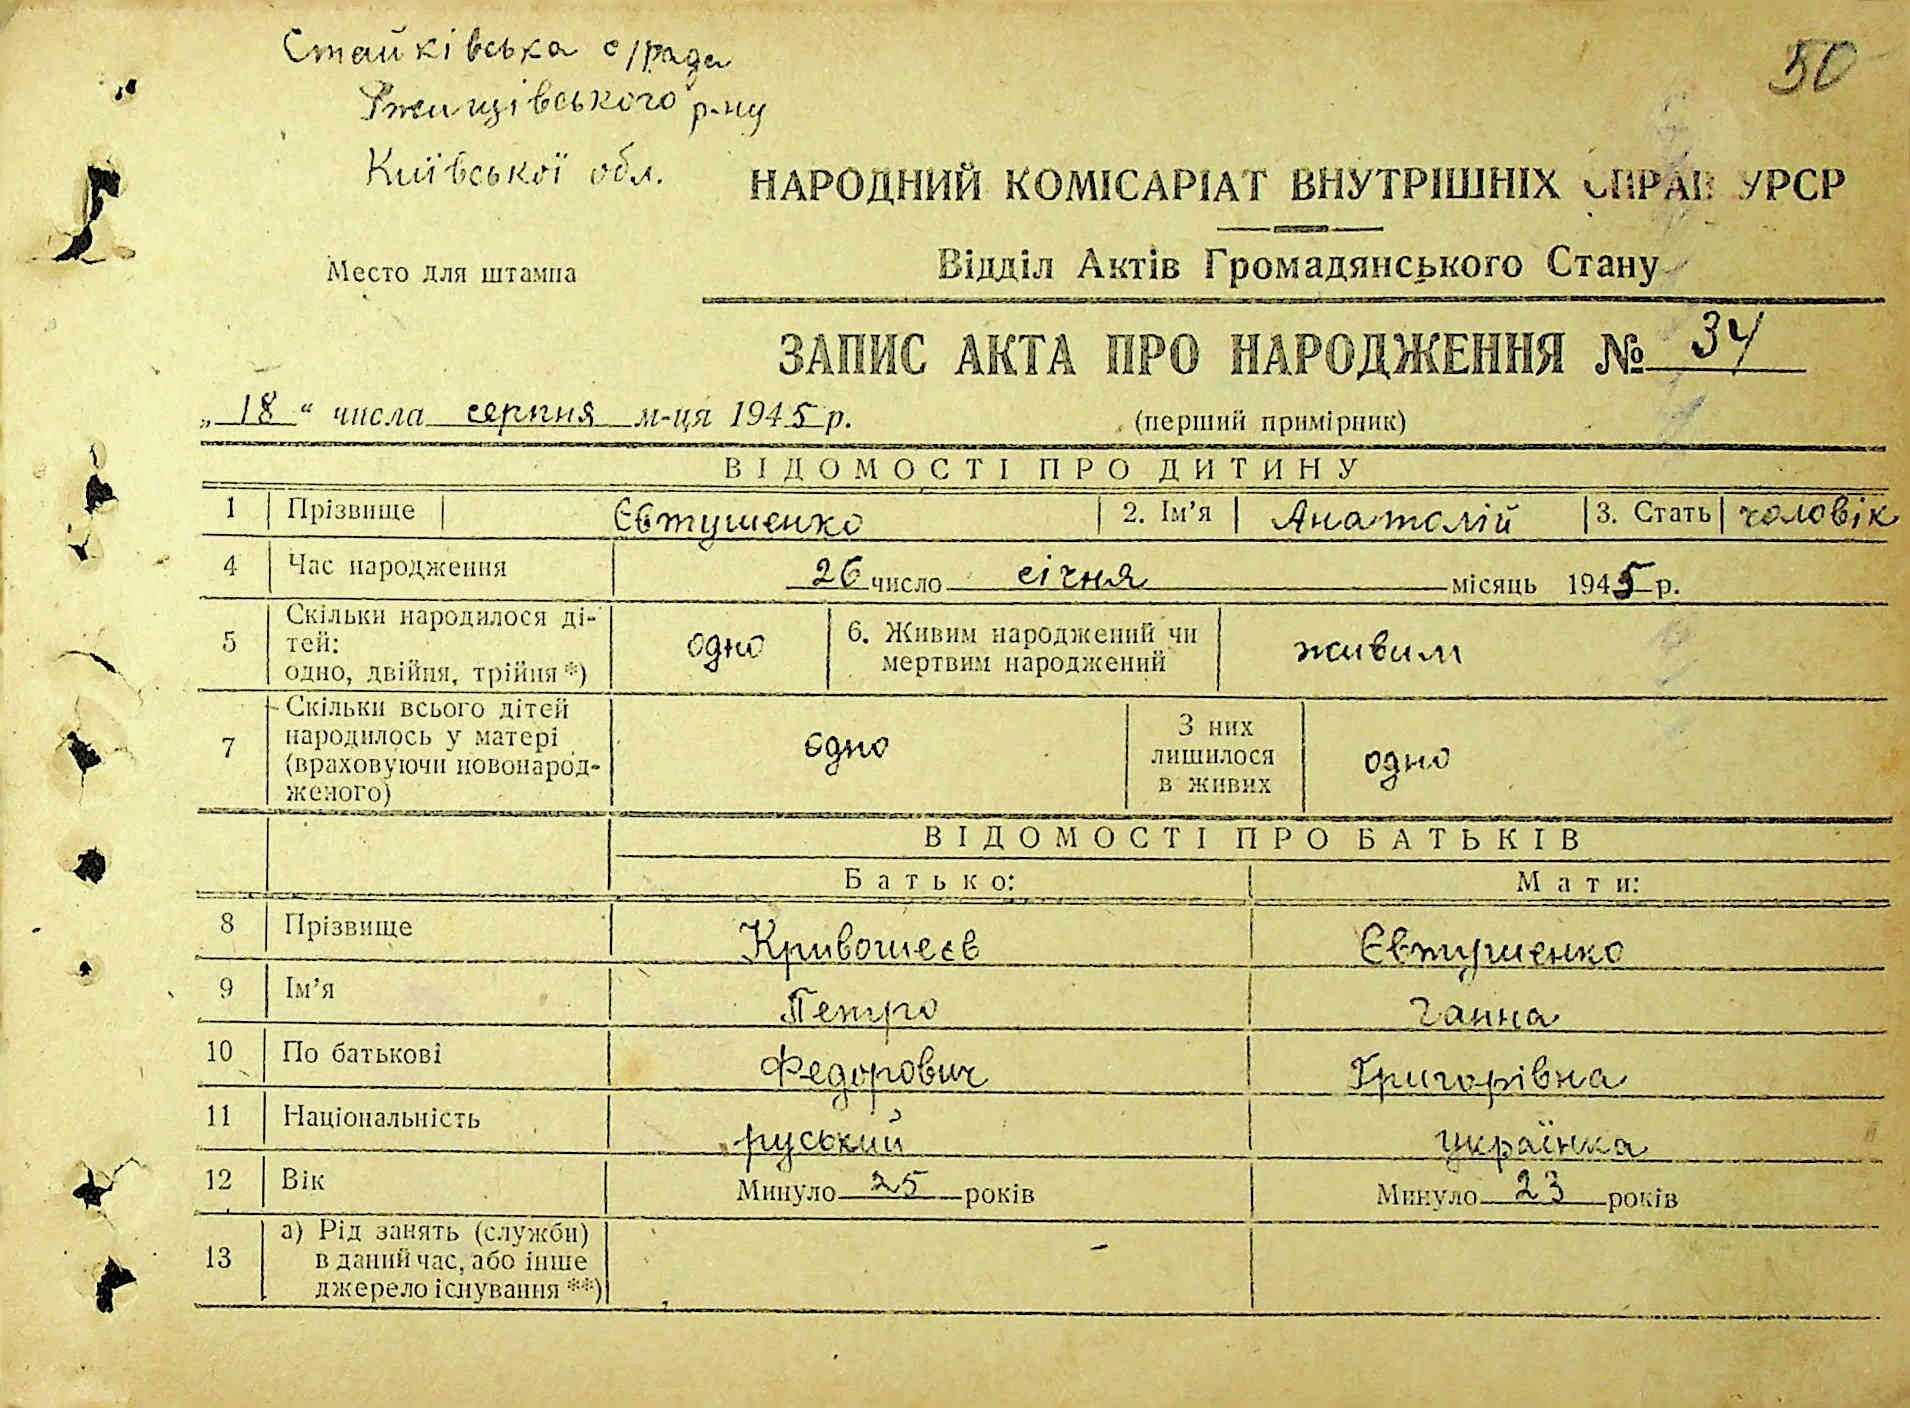 Стайківська с/рада
50
Ржищівського р-ну
Київської обл.
НАРОДНИЙ КОМІСАРІАТ ВНУТРІШНІХ СПРАВ УРСР
Місто для штампа
Відділ Актів Громадянського Стану
ЗАПИС АКТА ПРО НАРОДЖЕННЯ № 34
„18“ числа серпня м-ця 1945 р. (перший примірник)
ВІДОМОСТІ ПРО ДИТИНУ
1 Прізвище Євтушенко 2. Ім’я Анатолій 3. Стать чоловік
4 Час народження 26 число січня місяць 1945 р.
5 Скільки народилося ді-
тей:
одно, двійня, трійня *) одно 6. Живим народжений чи
мертвим народжений живим
7 Скільки всього дітей
народилось у матері
(враховуючи новонарод-
женого) одно З них
лишилося
в живих одно
ВІДОМОСТІ ПРО БАТЬКІВ
Батько: Мати:
8 Прізвище Кривошеєв Євтушенко
9 Ім’я Петро Ганна
10 По батькові Федорович Григорівна
11 Національність руський українка
12 Вік Минуло 25 років Минуло 23 років
13 а) Рід занять (служби)
в даний час, або інше
джерело існування **)